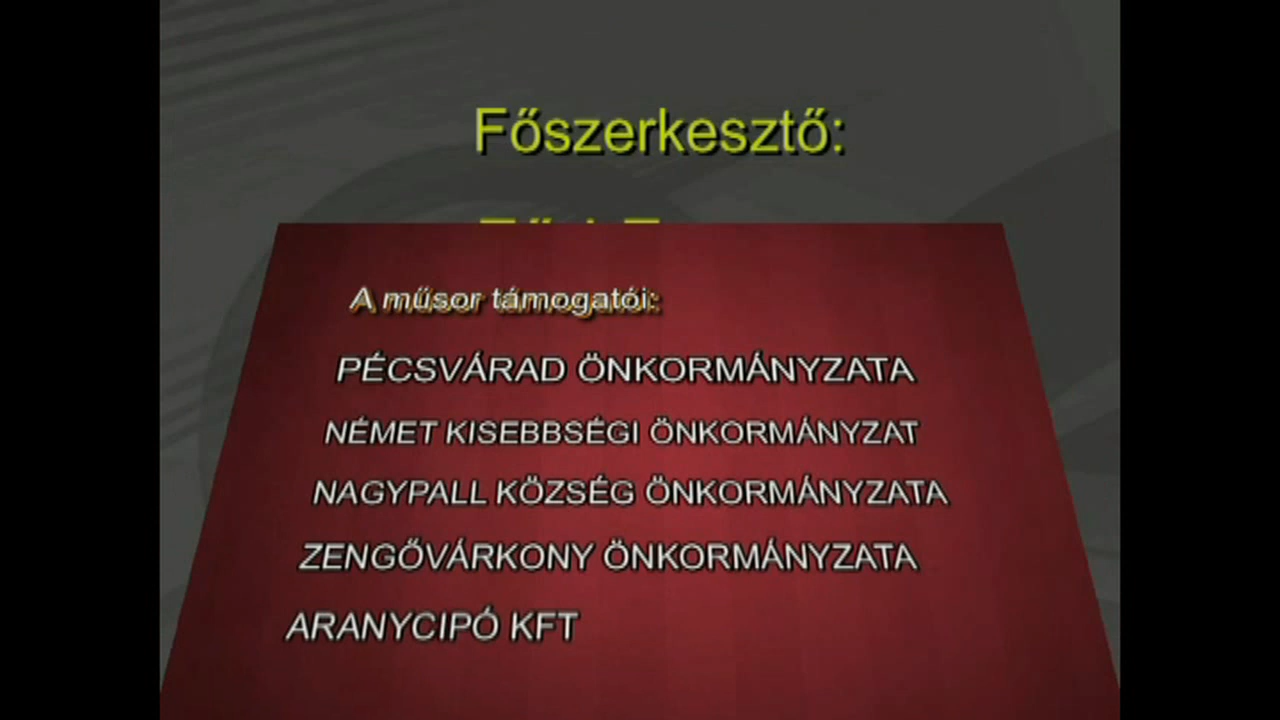 Főszerkesztő:
A műsor támogatói:
PÉCSVÁRAD ÖNKORMÁNYZATA
NÉMET KISEBBSÉGI ÖNKORMÁNYZAT
NAGYPALL KÖZSÉG ÖNKORMÁNYZATA
ZENGŐVÁRKONY ÖNKORMÁNYZATA
ARANYCIPÓ KFT